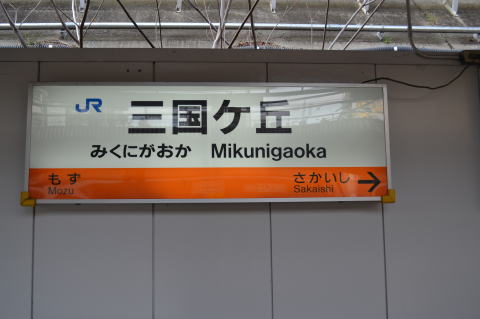 JR 三国ケ丘
みくにがおか Mikunigaoka
もず さかいし →
Mozu Sakaishi